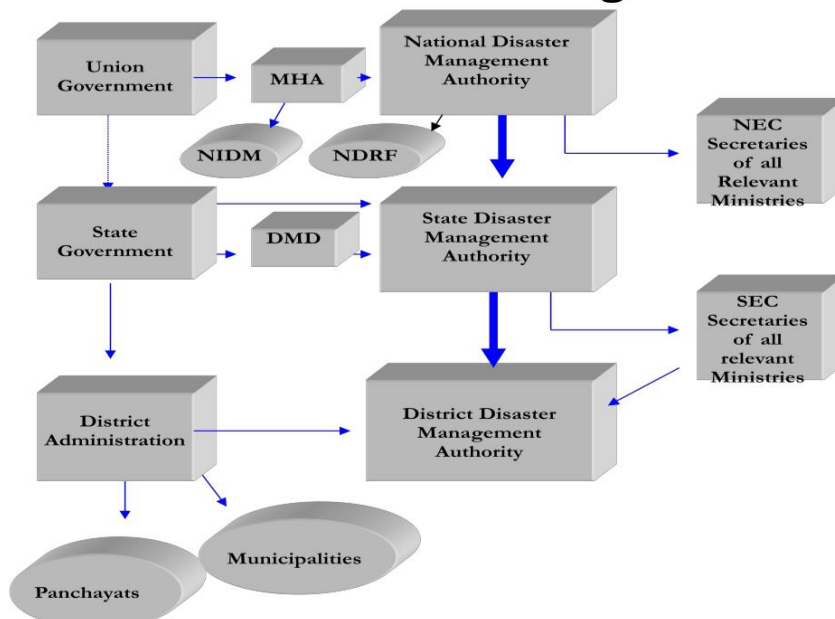 Union
Government
MHA
National Disaster
Management
Authority
NIDM
NDRF
NEC
Secretaries
of all
Relevant
Ministries
State
Government
DMD
State Disaster
Management
Authority
SEC
Secretaries
of all
relevant
Ministries
District
Administration
District Disaster
Management
Authority
Panchayats
Municipalities